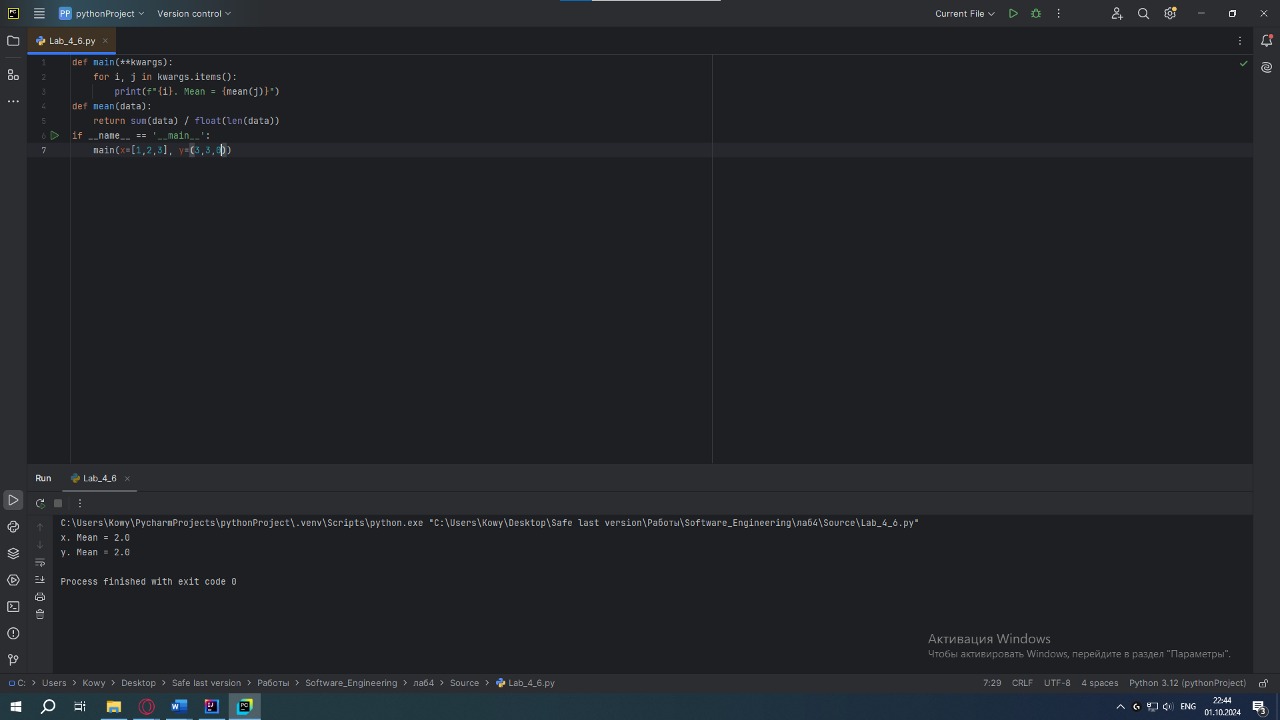 PP pythonProject Version control Current File
Lab_4_6.py
1 def main(**kwargs):
2 for i, j in kwargs.items():
3 print(f"{i}. Mean = {mean(j)}")
4 def mean(data):
5 return sum(data) / float(len(data))
6 if __name__ == '__main__':
7 main(x=[1,2,3], y=(3,3,0))
Run Lab_4_6
C:\Users\Kowy\PycharmProjects\pythonProject\.venv\Scripts\python.exe "C:\Users\Kowy\Desktop\Safe last version\Работы\Software_Engineering\лаб4\Source\Lab_4_6.py"
x. Mean = 2.0
y. Mean = 2.0
Process finished with exit code 0
Активация Windows
Чтобы активировать Windows, перейдите в раздел "Параметры".
C: Users Kowy Desktop Safe last version Работы Software_Engineering лаб4 Source Lab_4_6.py 7:29 CRLF UTF-8 4 spaces Python 3.12 (pythonProject)
ENG 22:44
01.10.2024